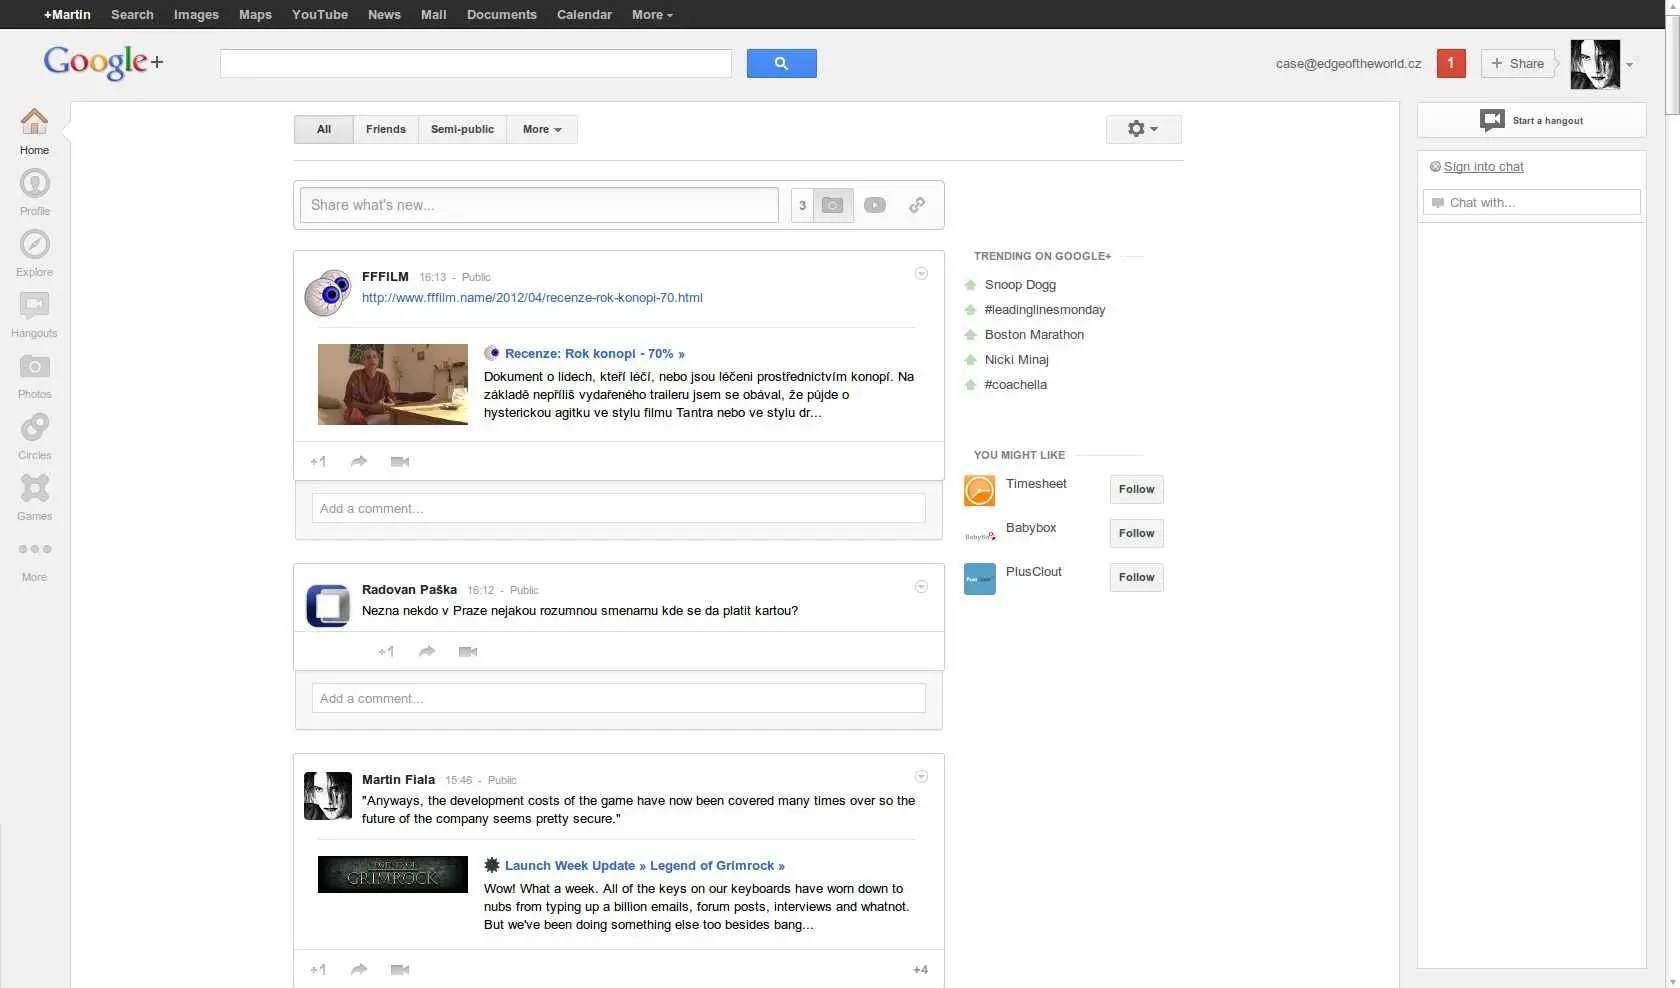 +Martin Search Images Maps YouTube News Mail Documents Calendar More
Google+
case@edgeoftheworld.cz 1 + Share
Home
Profile
Explore
Hangouts
Photos
Circles
Games
More
All Friends Semi-public More
Share what's new... 3
FFFILM 16:13 - Public
http://www.fffilm.name/2012/04/recenze-rok-konopi-70.html
Recenze: Rok konopi - 70% »
Dokument o lidech, kteří léčí, nebo jsou léčeni prostřednictvím konopí. Na
základě nepříliš vydařeného traileru jsem se obával, že půjde o
hysterickou agitku ve stylu filmu Tantra nebo ve stylu dr...
+1
Add a comment...
Radovan Paška 16:12 - Public
Nezna nekdo v Praze nejakou rozumnou smenarnu kde se da platit kartou?
+1
Add a comment...
Martin Fiala 15:46 - Public
"Anyways, the development costs of the game have now been covered many times over so the
future of the company seems pretty secure."
LEGEND OF
GRIMROCK
Launch Week Update » Legend of Grimrock »
Wow! What a week. All of the keys on our keyboards have worn down to
nubs from typing up a billion emails, forum posts, interviews and whatnot.
But we've been doing something else too besides bang...
+1 +4
TRENDING ON GOOGLE+
Snoop Dogg
#leadinglinesmonday
Boston Marathon
Nicki Minaj
#coachella
YOU MIGHT LIKE
Timesheet Follow
Babybox Follow
PlusClout Follow
Start a hangout
Sign into chat
Chat with...